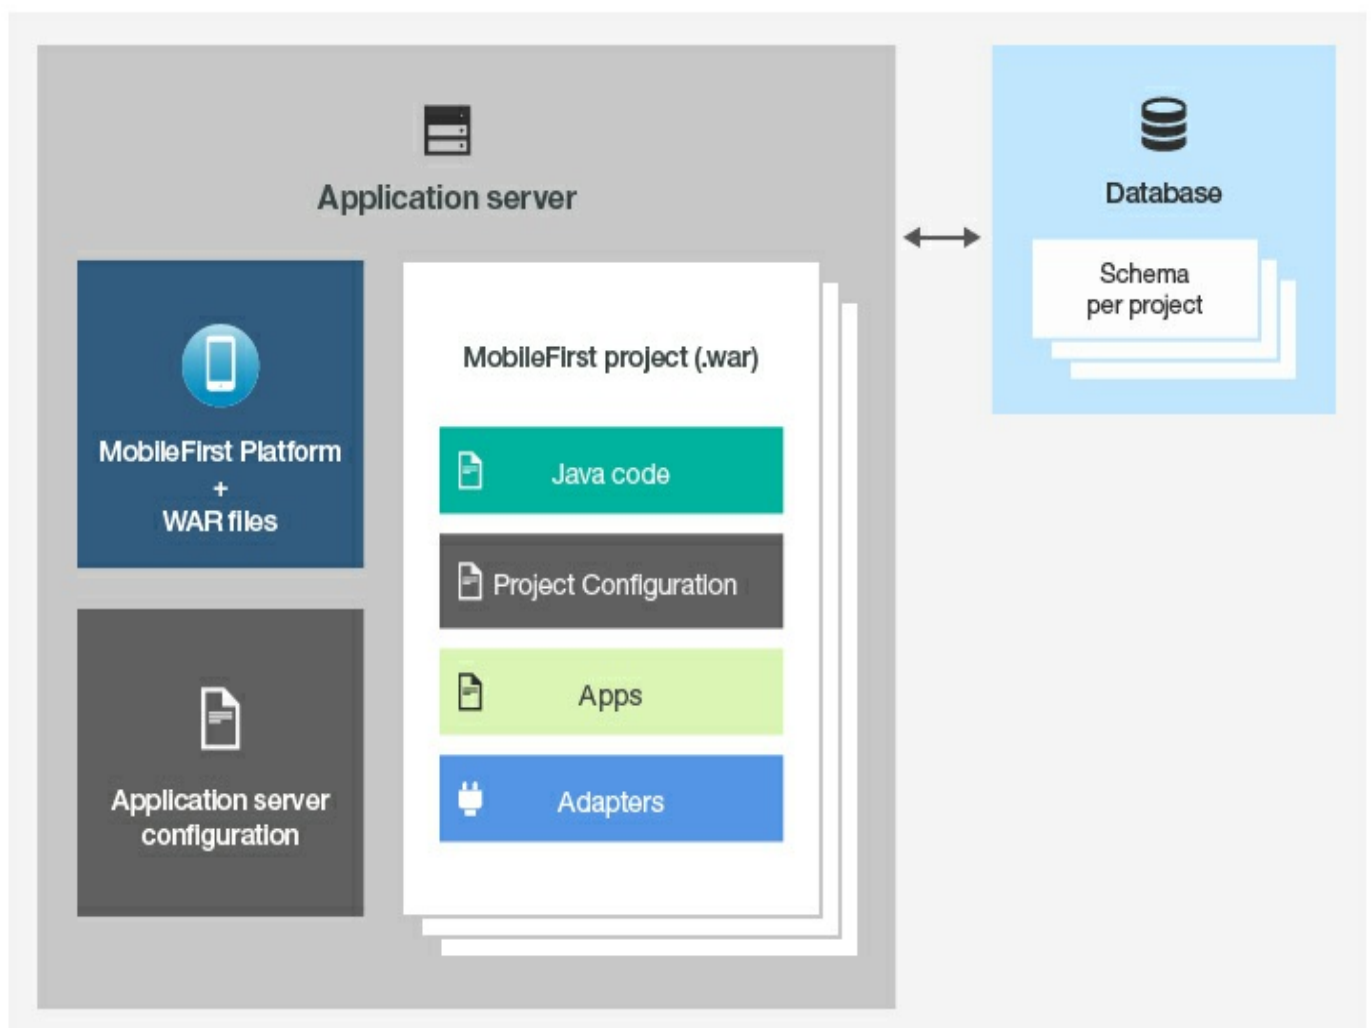 Application server
MobileFirst Platform
+
WAR files
Application server
configuration
MobileFirst project (.war)
Java code
Project Configuration
Apps
Adapters
Database
Schema
per project